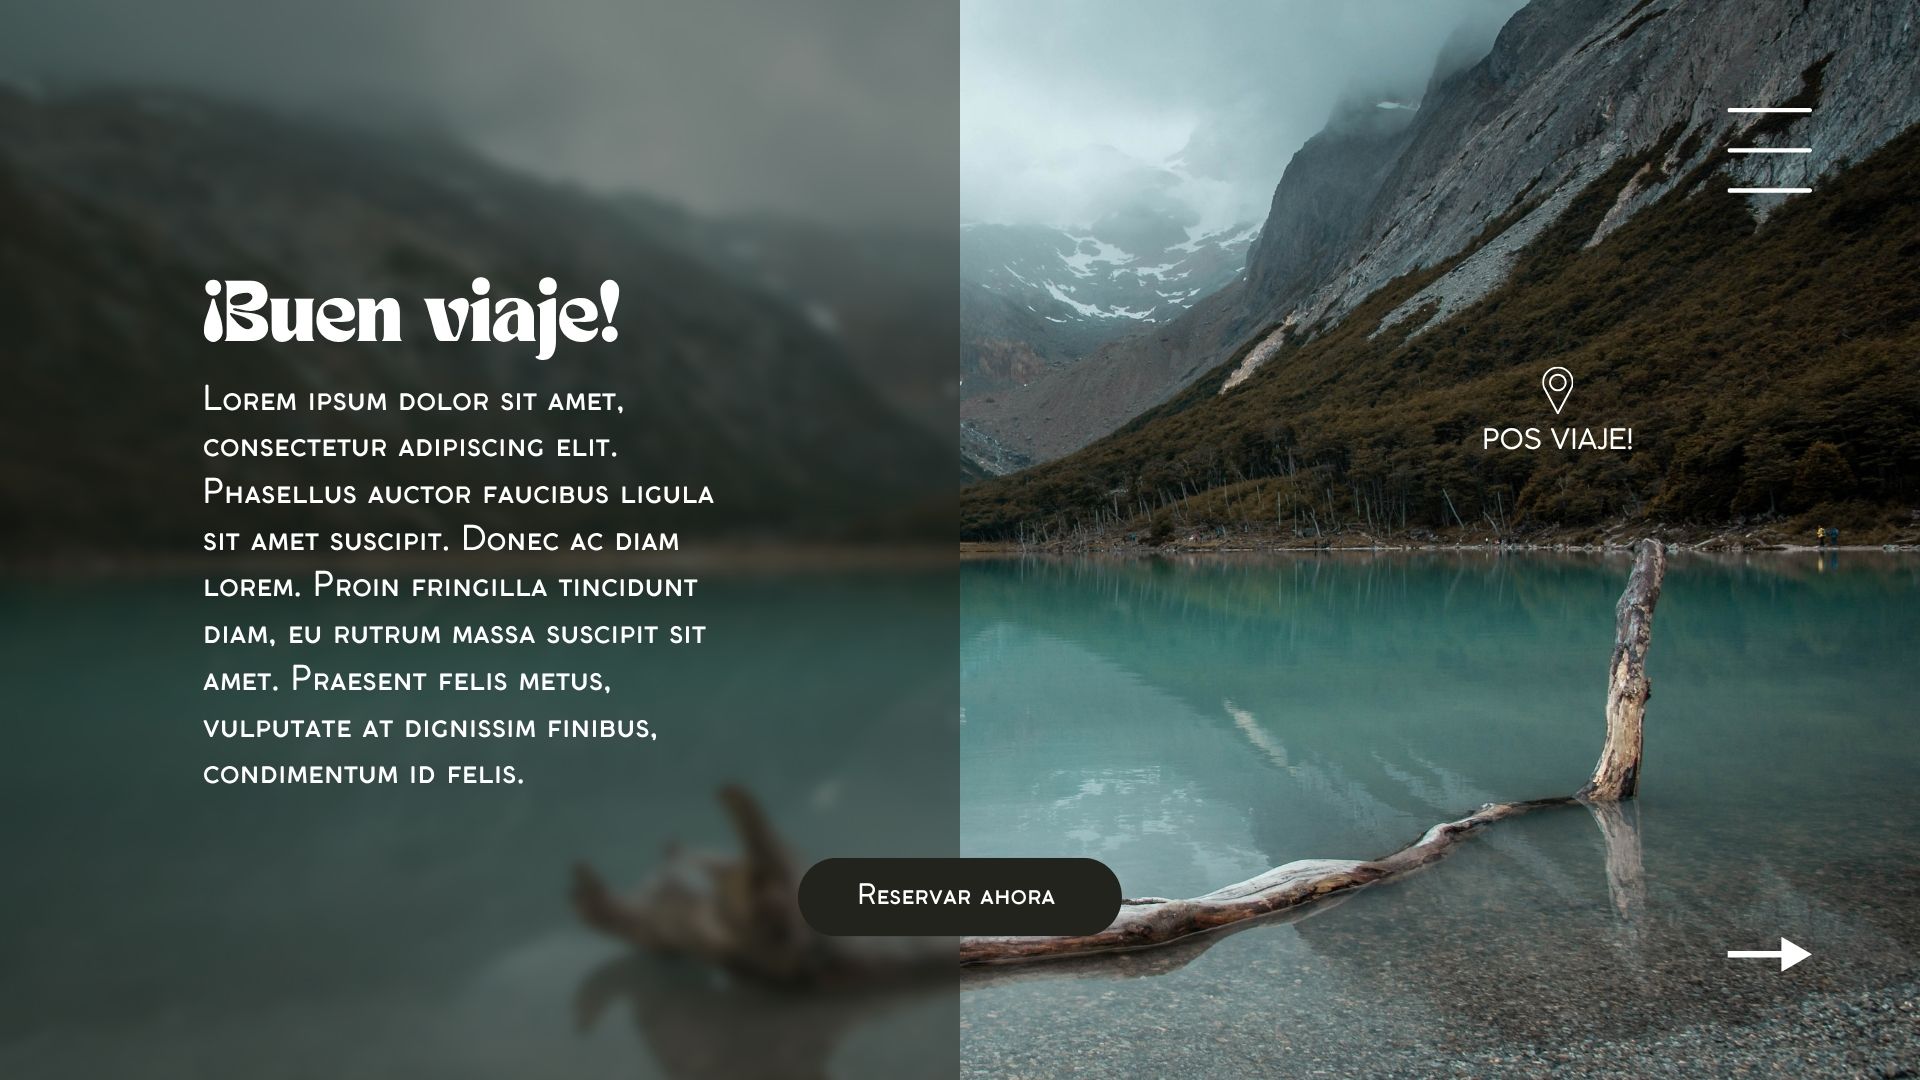 ¡Buen viaje!
Lorem ipsum dolor sit amet,
consectetur adipiscing elit.
Phasellus auctor faucibus ligula
sit amet suscipit. Donec ac diam
lorem. Proin fringilla tincidunt
diam, eu rutrum massa suscipit sit
amet. Praesent felis metus,
vulputate at dignissim finibus,
condimentum id felis.
POS VIAJE!
Reservar ahora